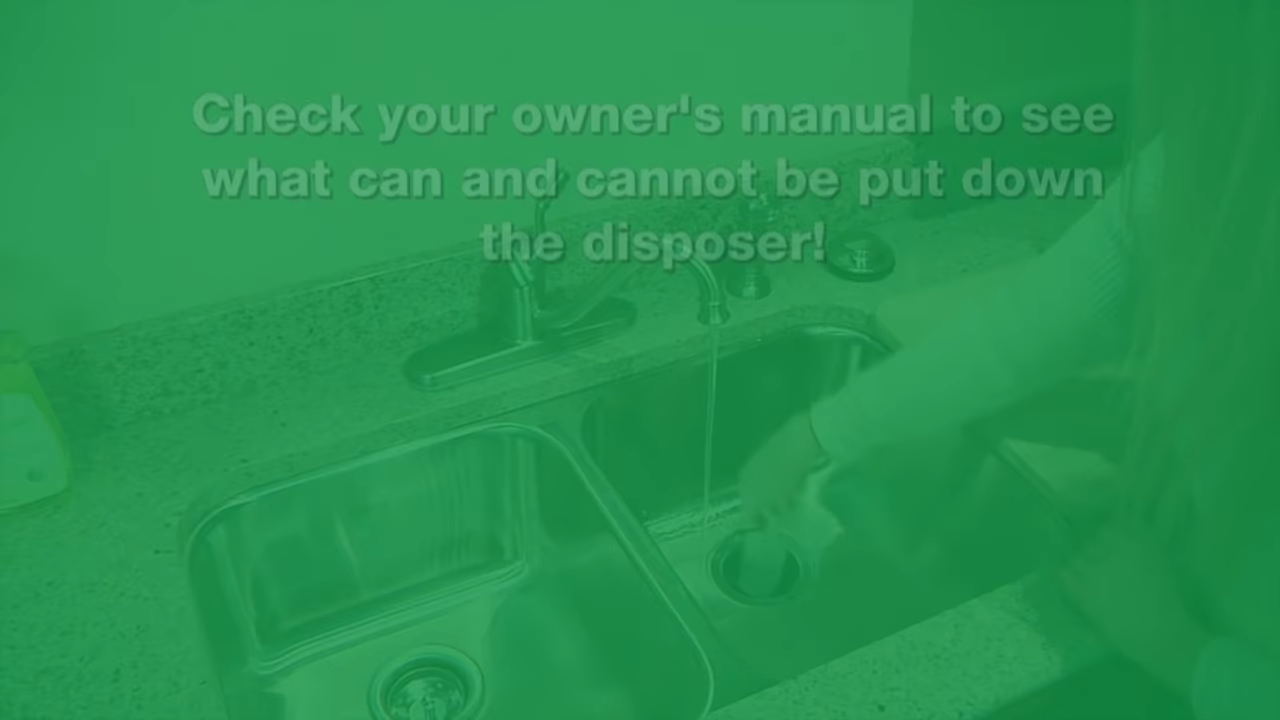 Check your owner's manual to see
what can and cannot be put down
the disposer!